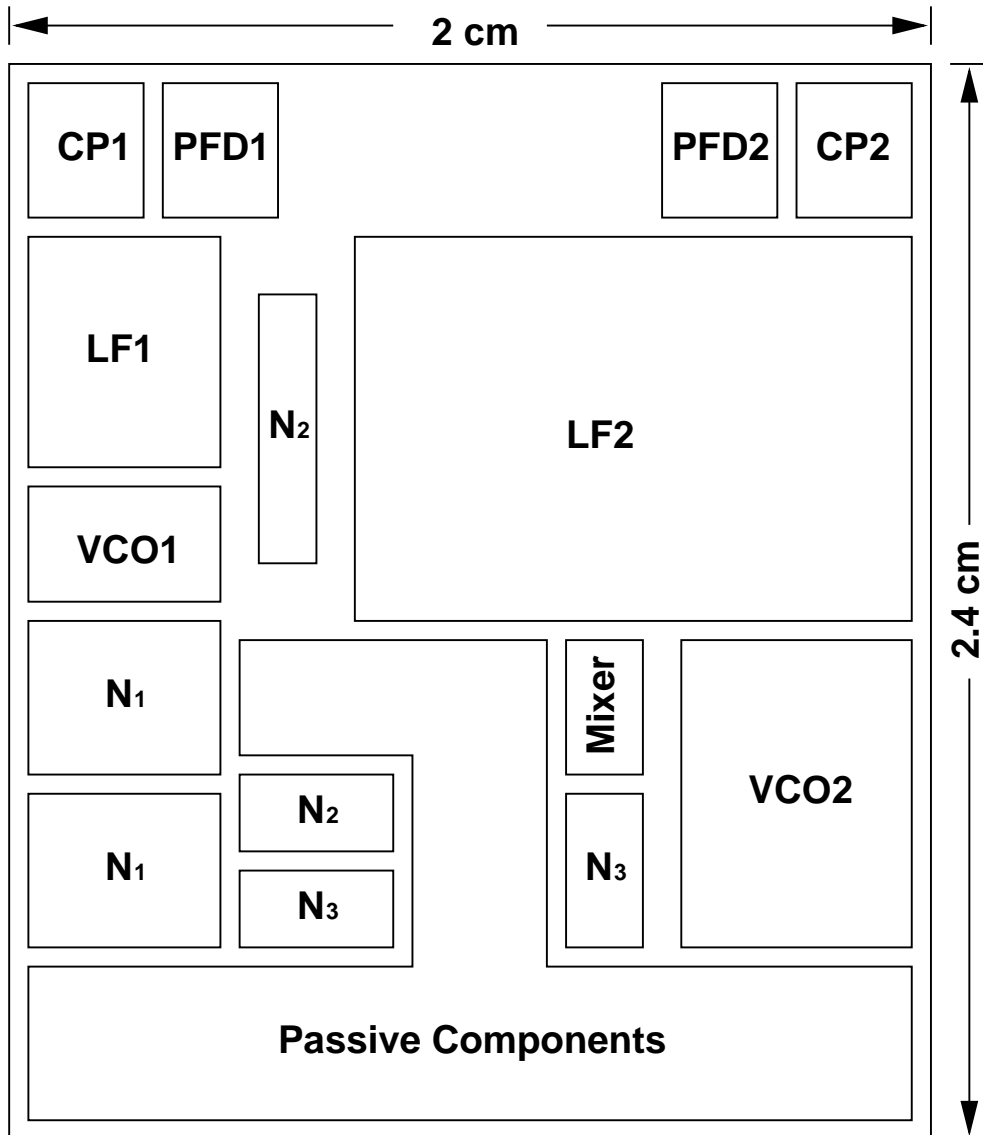 2 cm
CP1
PFD1
PFD2
CP2
LF1
N2
LF2
VCO1
2.4 cm
N1
Mixer
VCO2
N2
N1
N3
N3
Passive Components